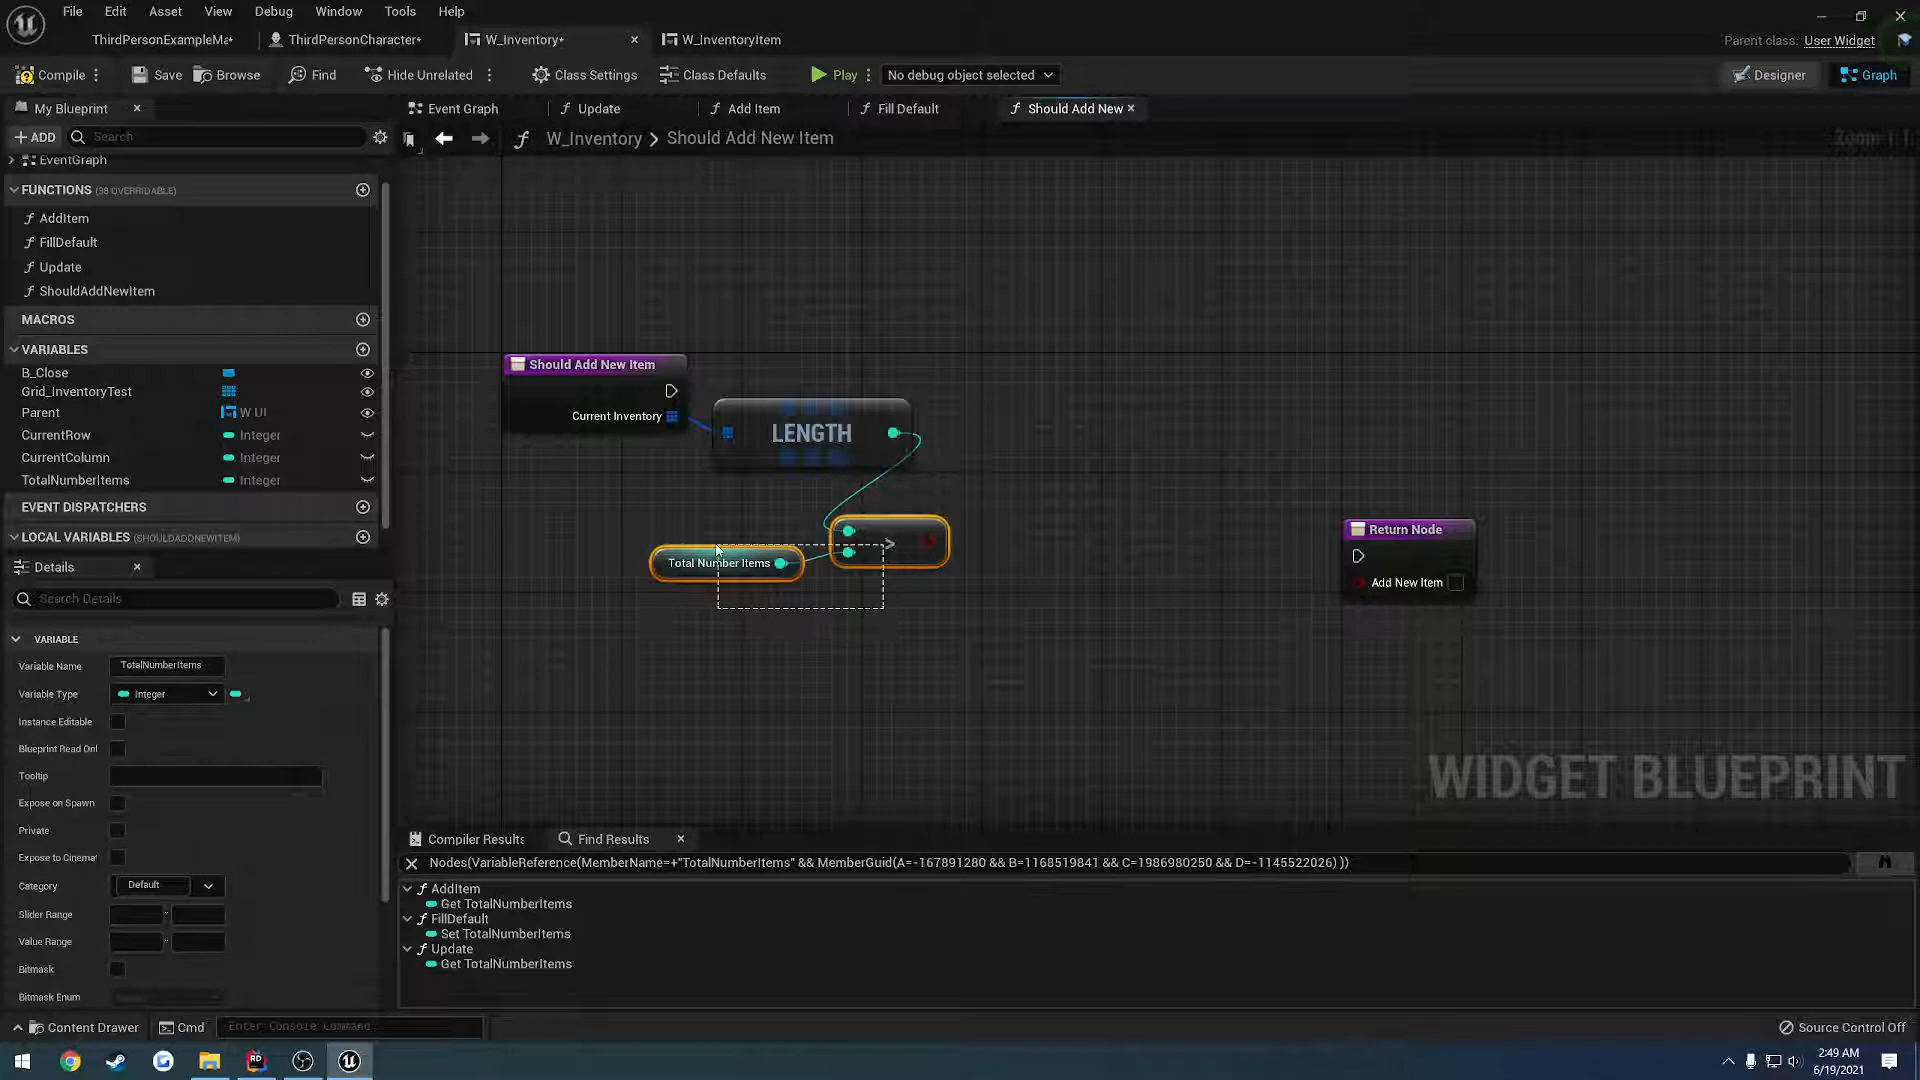 File Edit Asset View Debug Window Tools Help
ThirdPersonExampleMa*
ThirdPersonCharacter*
W_Inventory*
W_InventoryItem
Parent class: User Widget
Compile
Save
Browse
Find
Hide Unrelated
Class Settings
Class Defaults
Play
No debug object selected
Designer
Graph
My Blueprint
Event Graph
Update
Add Item
Fill Default
Should Add New
ADD
Search
W_Inventory > Should Add New Item
Zoom 1:1
EventGraph
FUNCTIONS (38 OVERRIDABLE)
AddItem
FillDefault
Update
ShouldAddNewItem
MACROS
VARIABLES
B_Close
Grid_InventoryTest
Parent W UI
CurrentRow Integer
CurrentColumn Integer
TotalNumberItems Integer
EVENT DISPATCHERS
LOCAL VARIABLES (SHOULDADDNEWITEM)
Should Add New Item
Current Inventory
LENGTH
Total Number Items
>
Return Node
Add New Item
WIDGET BLUEPRINT
Details
Search Details
VARIABLE
Variable Name TotalNumberItems
Variable Type Integer
Instance Editable
Blueprint Read Onl
Tooltip
Expose on Spawn
Private
Expose to Cinemat
Category Default
Slider Range
Value Range
Bitmask
Bitmask Enum
Compiler Results
Find Results
Nodes(VariableReference(MemberName=+"TotalNumberItems" && MemberGuid(A=-167891280 && B=1168519841 && C=1986980250 && D=-1145522026) ))
AddItem
Get TotalNumberItems
FillDefault
Set TotalNumberItems
Update
Get TotalNumberItems
Content Drawer
Cmd
Enter Console Command
Source Control Off
2:49 AM
6/19/2021